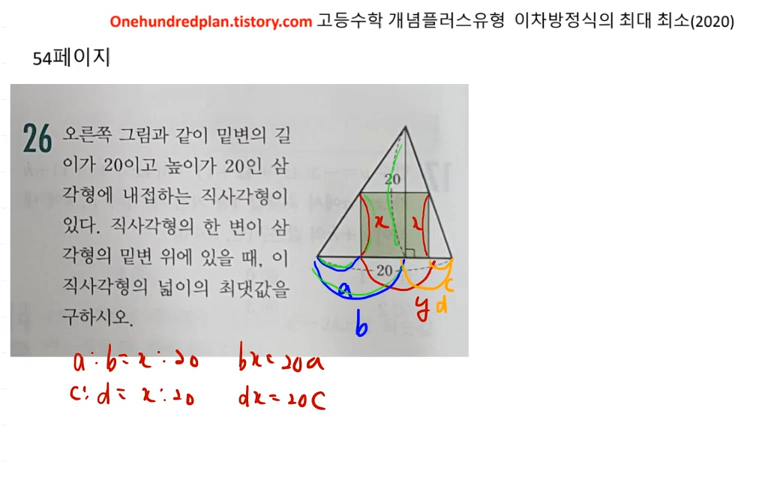 Onehundredplan.tistory.com 고등수학 개념플러스유형 이차방정식의 최대 최소(2020)
54페이지
26 오른쪽 그림과 같이 밑변의 길
이가 20이고 높이가 20인 삼
각형에 내접하는 직사각형이
있다. 직사각형의 한 변이 삼
각형의 밑변 위에 있을 때, 이
직사각형의 넓이의 최댓값을
구하시오.
20
x x
20
a c
y d
b
a:b=x:20 bx=20a
c:d=x:20 dx=20c